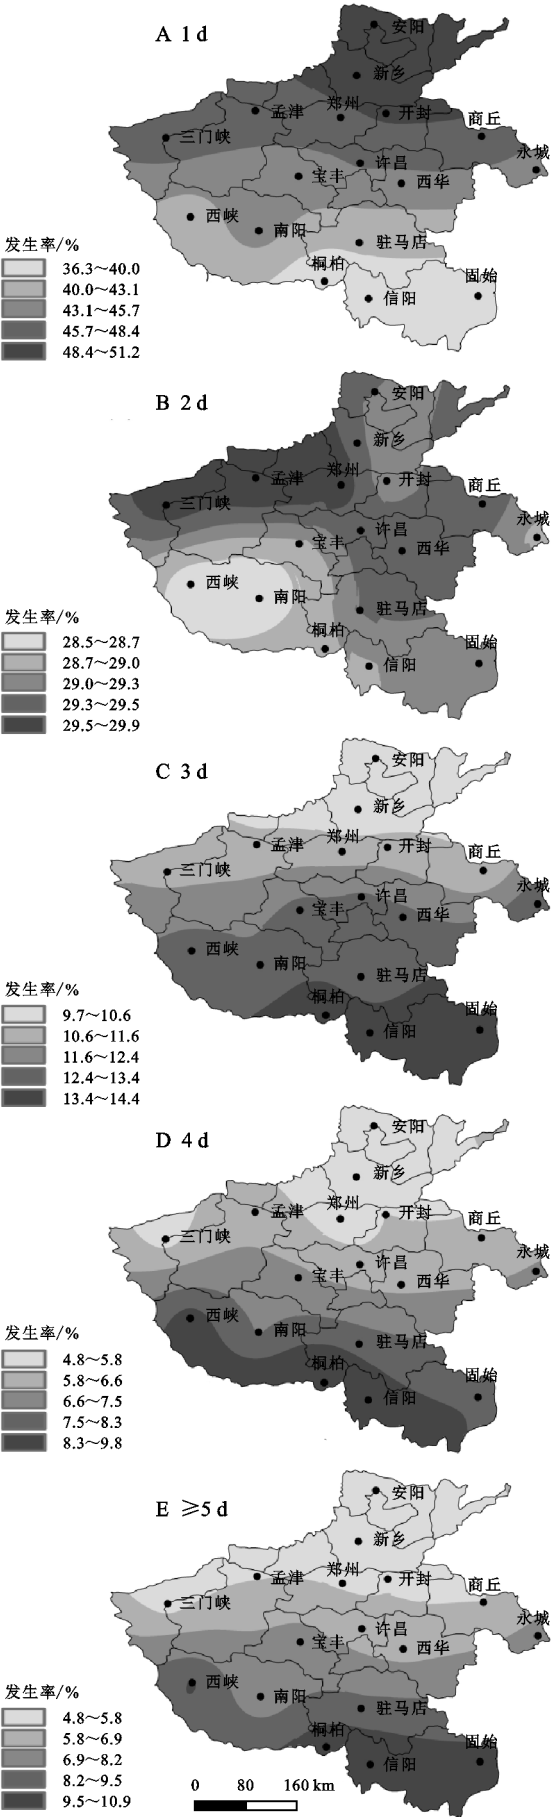 A 1 d
安阳
新乡
孟津
郑州
开封
商丘
三门峡
许昌
永城
宝丰
西华
西峡
南阳
驻马店
桐柏
信阳
固始
发生率/%
36.3～40.0
40.0～43.1
43.1～45.7
45.7～48.4
48.4～51.2
B 2 d
安阳
新乡
孟津
郑州
开封
商丘
三门峡
许昌
永城
宝丰
西华
西峡
南阳
驻马店
桐柏
信阳
固始
发生率/%
28.5～28.7
28.7～29.0
29.0～29.3
29.3～29.5
29.5～29.9
C 3 d
安阳
新乡
孟津
郑州
开封
商丘
三门峡
许昌
永城
宝丰
西华
西峡
南阳
驻马店
桐柏
信阳
固始
发生率/%
9.7～10.6
10.6～11.6
11.6～12.4
12.4～13.4
13.4～14.4
D 4 d
安阳
新乡
孟津
郑州
开封
商丘
三门峡
许昌
永城
宝丰
西华
西峡
南阳
驻马店
桐柏
信阳
固始
发生率/%
4.8～5.8
5.8～6.6
6.6～7.5
7.5～8.3
8.3～9.8
E ≥5 d
安阳
新乡
孟津
郑州
开封
商丘
三门峡
许昌
永城
宝丰
西华
西峡
南阳
驻马店
桐柏
信阳
固始
发生率/%
4.8～5.8
5.8～6.9
6.9～8.2
8.2～9.5
9.5～10.9
0 80 160 km